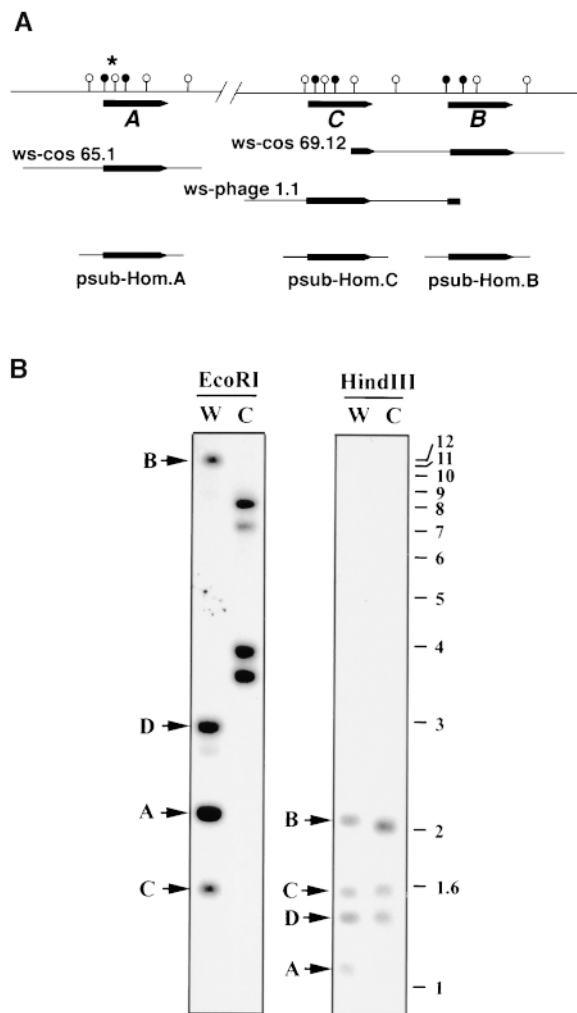 A
*
A C B
ws-cos 65.1
ws-cos 69.12
ws-phage 1.1
psub-Hom.A psub-Hom.C psub-Hom.B
B
EcoRI HindIII
W C W C
B
D
A
C
B
C
D
A
12
11
10
9
8
7
6
5
4
3
2
1.6
1